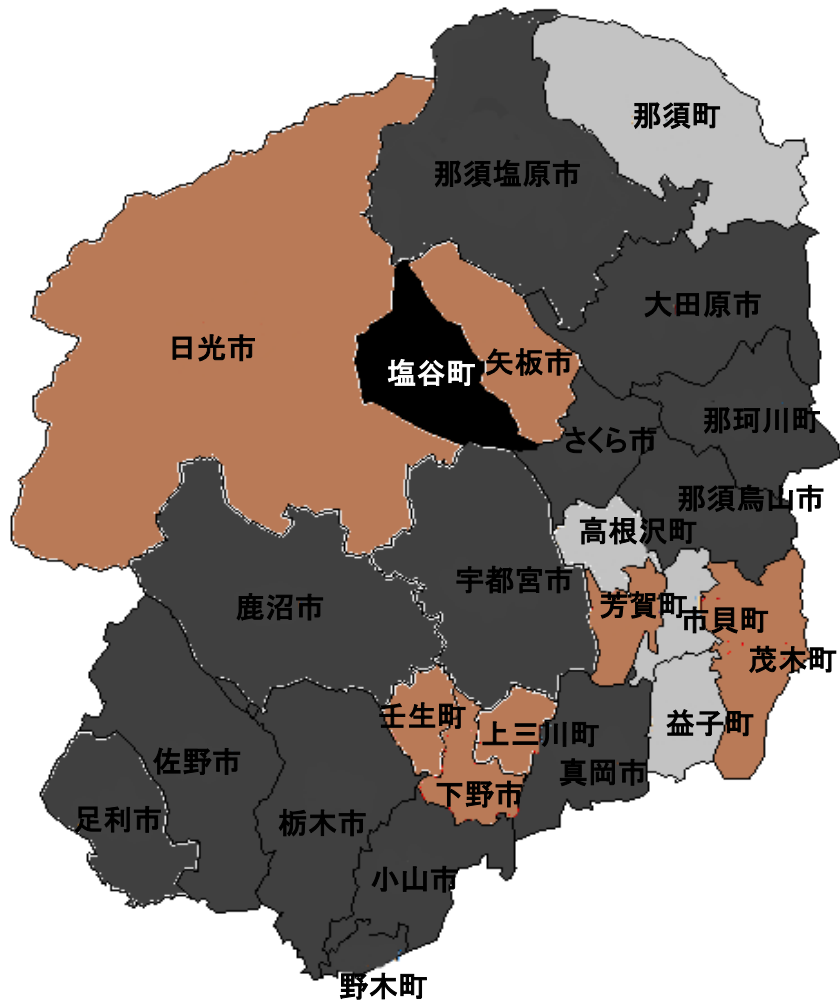 那須町
那須塩原市
大田原市
日光市
矢板市
塩谷町
那珂川町
さくら市
那須烏山市
高根沢町
宇都宮市
鹿沼市
芳賀町
市貝町
茂木町
壬生町
益子町
上三川町
佐野市
真岡市
下野市
足利市
栃木市
小山市
野木町